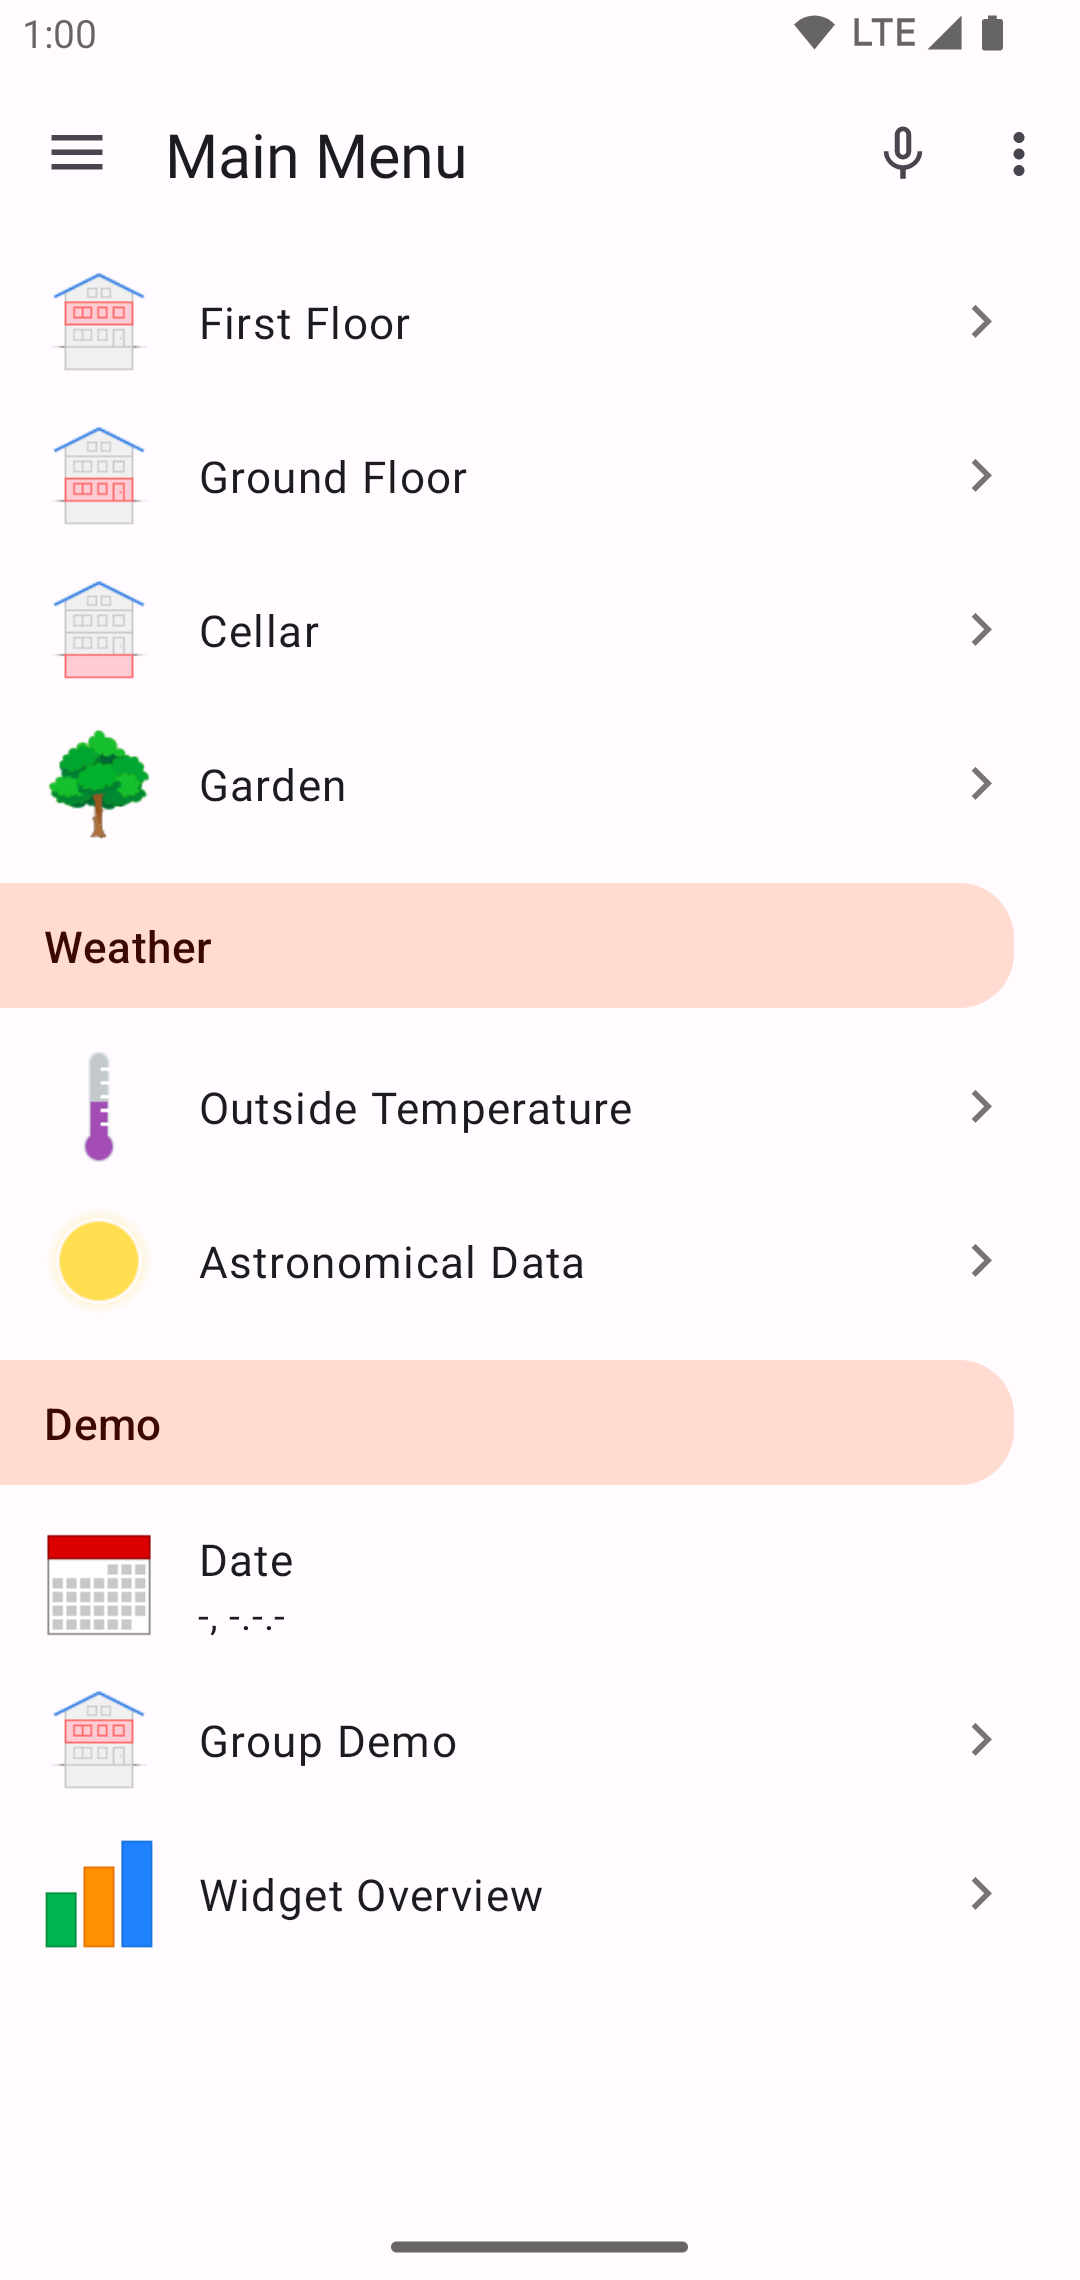 1:00
LTE
Main Menu
First Floor
Ground Floor
Cellar
Garden
Weather
Outside Temperature
Astronomical Data
Demo
Date
-, -.-.-
Group Demo
Widget Overview